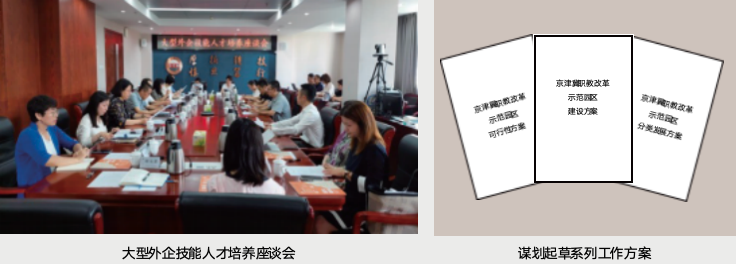 大型外企技能人才培养座谈会
京津冀职教改革
示范园区
可行性方案
京津冀职教改革
示范园区
建设方案
京津冀职教改革
示范园区
分类发展方案
大型外企技能人才培养座谈会
谋划起草系列工作方案